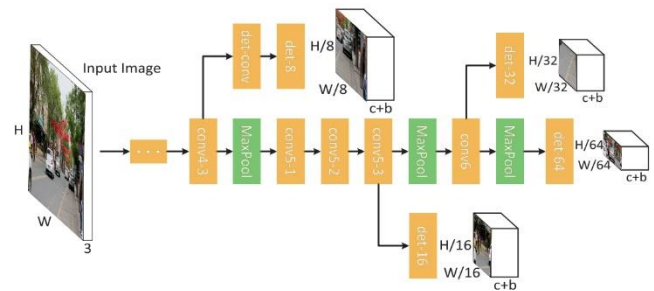 Input Image
H
W
3
. . .
conv4-3
MaxPool
conv5-1
conv5-2
conv5-3
MaxPool
conv6
MaxPool
det-64
H/64
W/64
c+b
det-conv
det-8
H/8
W/8
c+b
det-32
H/32
W/32
c+b
det-16
H/16
W/16
c+b